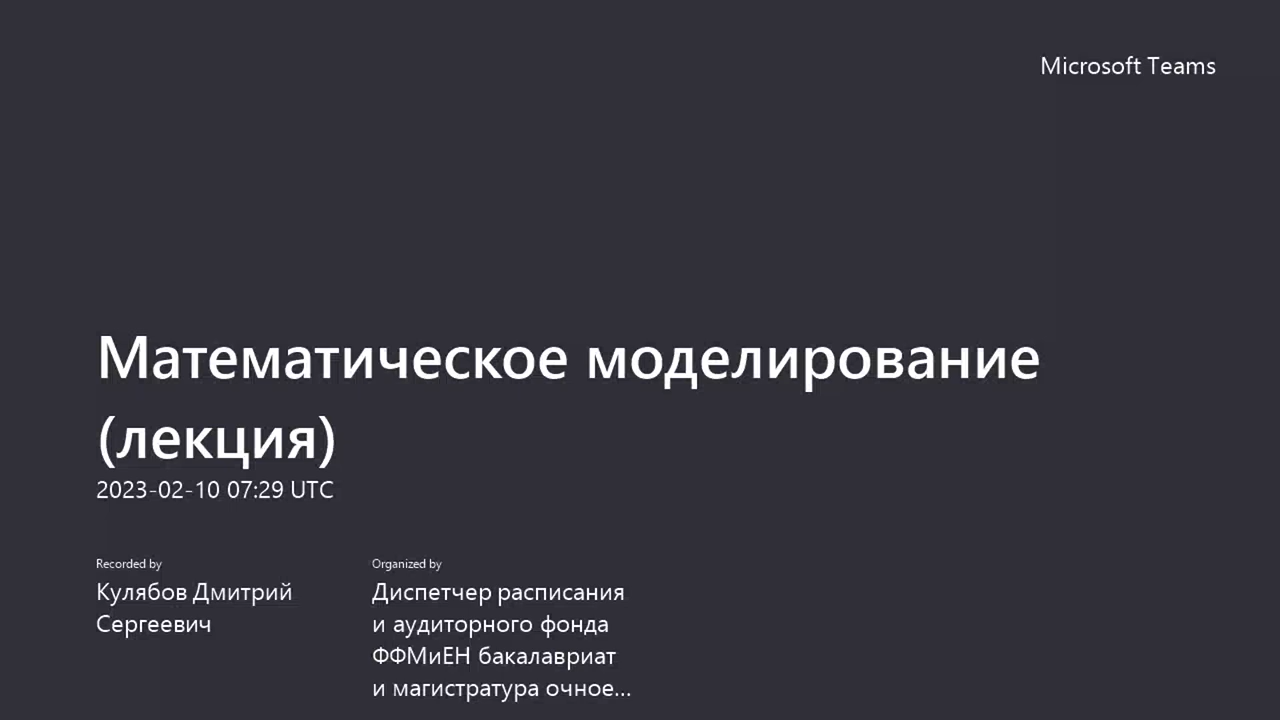 Microsoft Teams
Математическое моделирование
(лекция)
2023-02-10 07:29 UTC
Recorded by
Кулябов Дмитрий
Сергеевич
Organized by
Диспетчер расписания
и аудиторного фонда
ФФМиЕН бакалавриат
и магистратура очное...